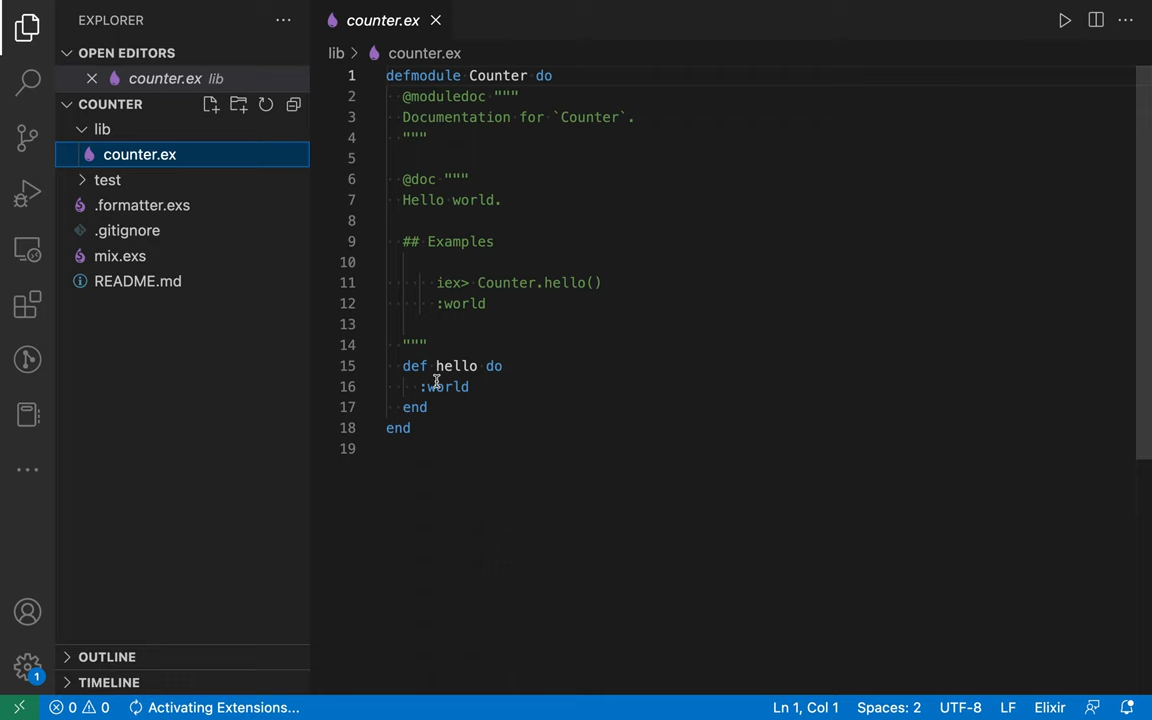 EXPLORER
OPEN EDITORS
counter.ex lib
COUNTER
lib
counter.ex
test
.formatter.exs
.gitignore
mix.exs
README.md
OUTLINE
TIMELINE
counter.ex
lib > counter.ex
1 defmodule Counter do
2 @moduledoc """
3 Documentation for `Counter`.
4 """
5
6 @doc """
7 Hello world.
8
9 ## Examples
10
11 iex> Counter.hello()
12 :world
13
14 """
15 def hello do
16 :world
17 end
18 end
19
1
0 0 Activating Extensions... Ln 1, Col 1 Spaces: 2 UTF-8 LF Elixir